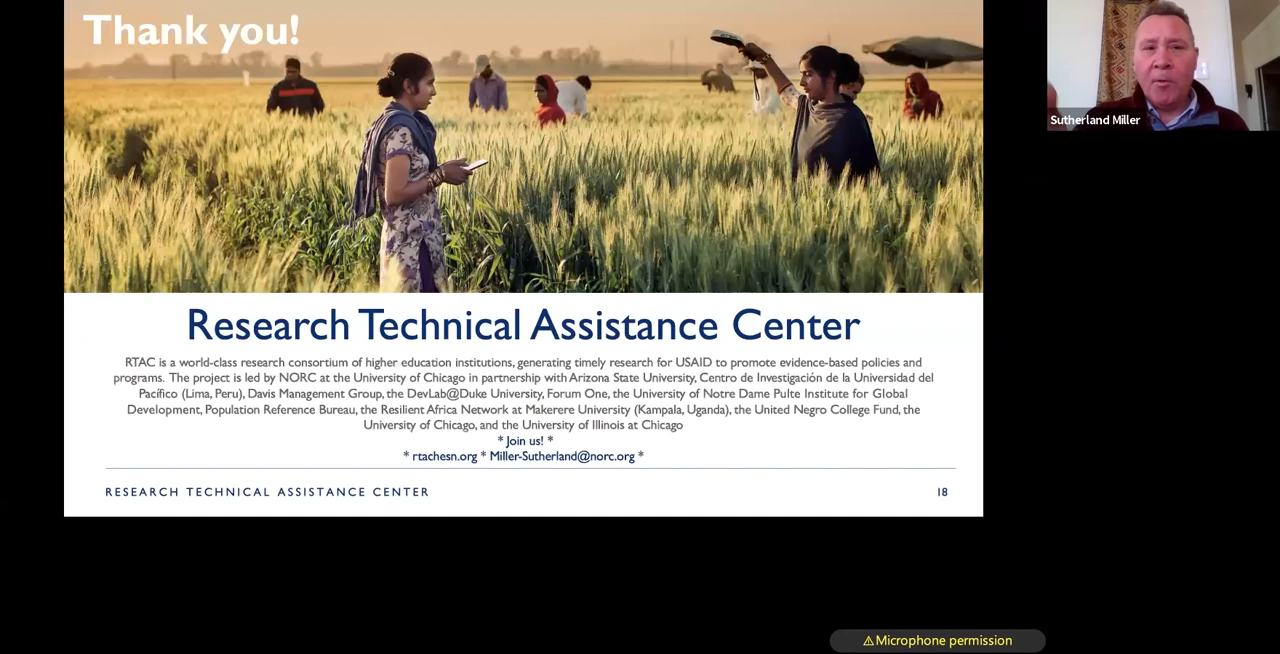 Thank you!
Sutherland Miller
Research Technical Assistance Center
RTAC is a world-class research consortium of higher education institutions, generating timely research for USAID to promote evidence-based policies and
programs. The project is led by NORC at the University of Chicago in partnership with Arizona State University, Centro de Investigación de la Universidad del
Pacífico (Lima, Peru), Davis Management Group, the DevLab@Duke University, Forum One, the University of Notre Dame Pulte Institute for Global
Development, Population Reference Bureau, the Resilient Africa Network at Makerere University (Kampala, Uganda), the United Negro College Fund, the
University of Chicago, and the University of Illinois at Chicago
* Join us! *
* rtachesn.org * Miller-Sutherland@norc.org *
RESEARCH TECHNICAL ASSISTANCE CENTER 18
⚠Microphone permission